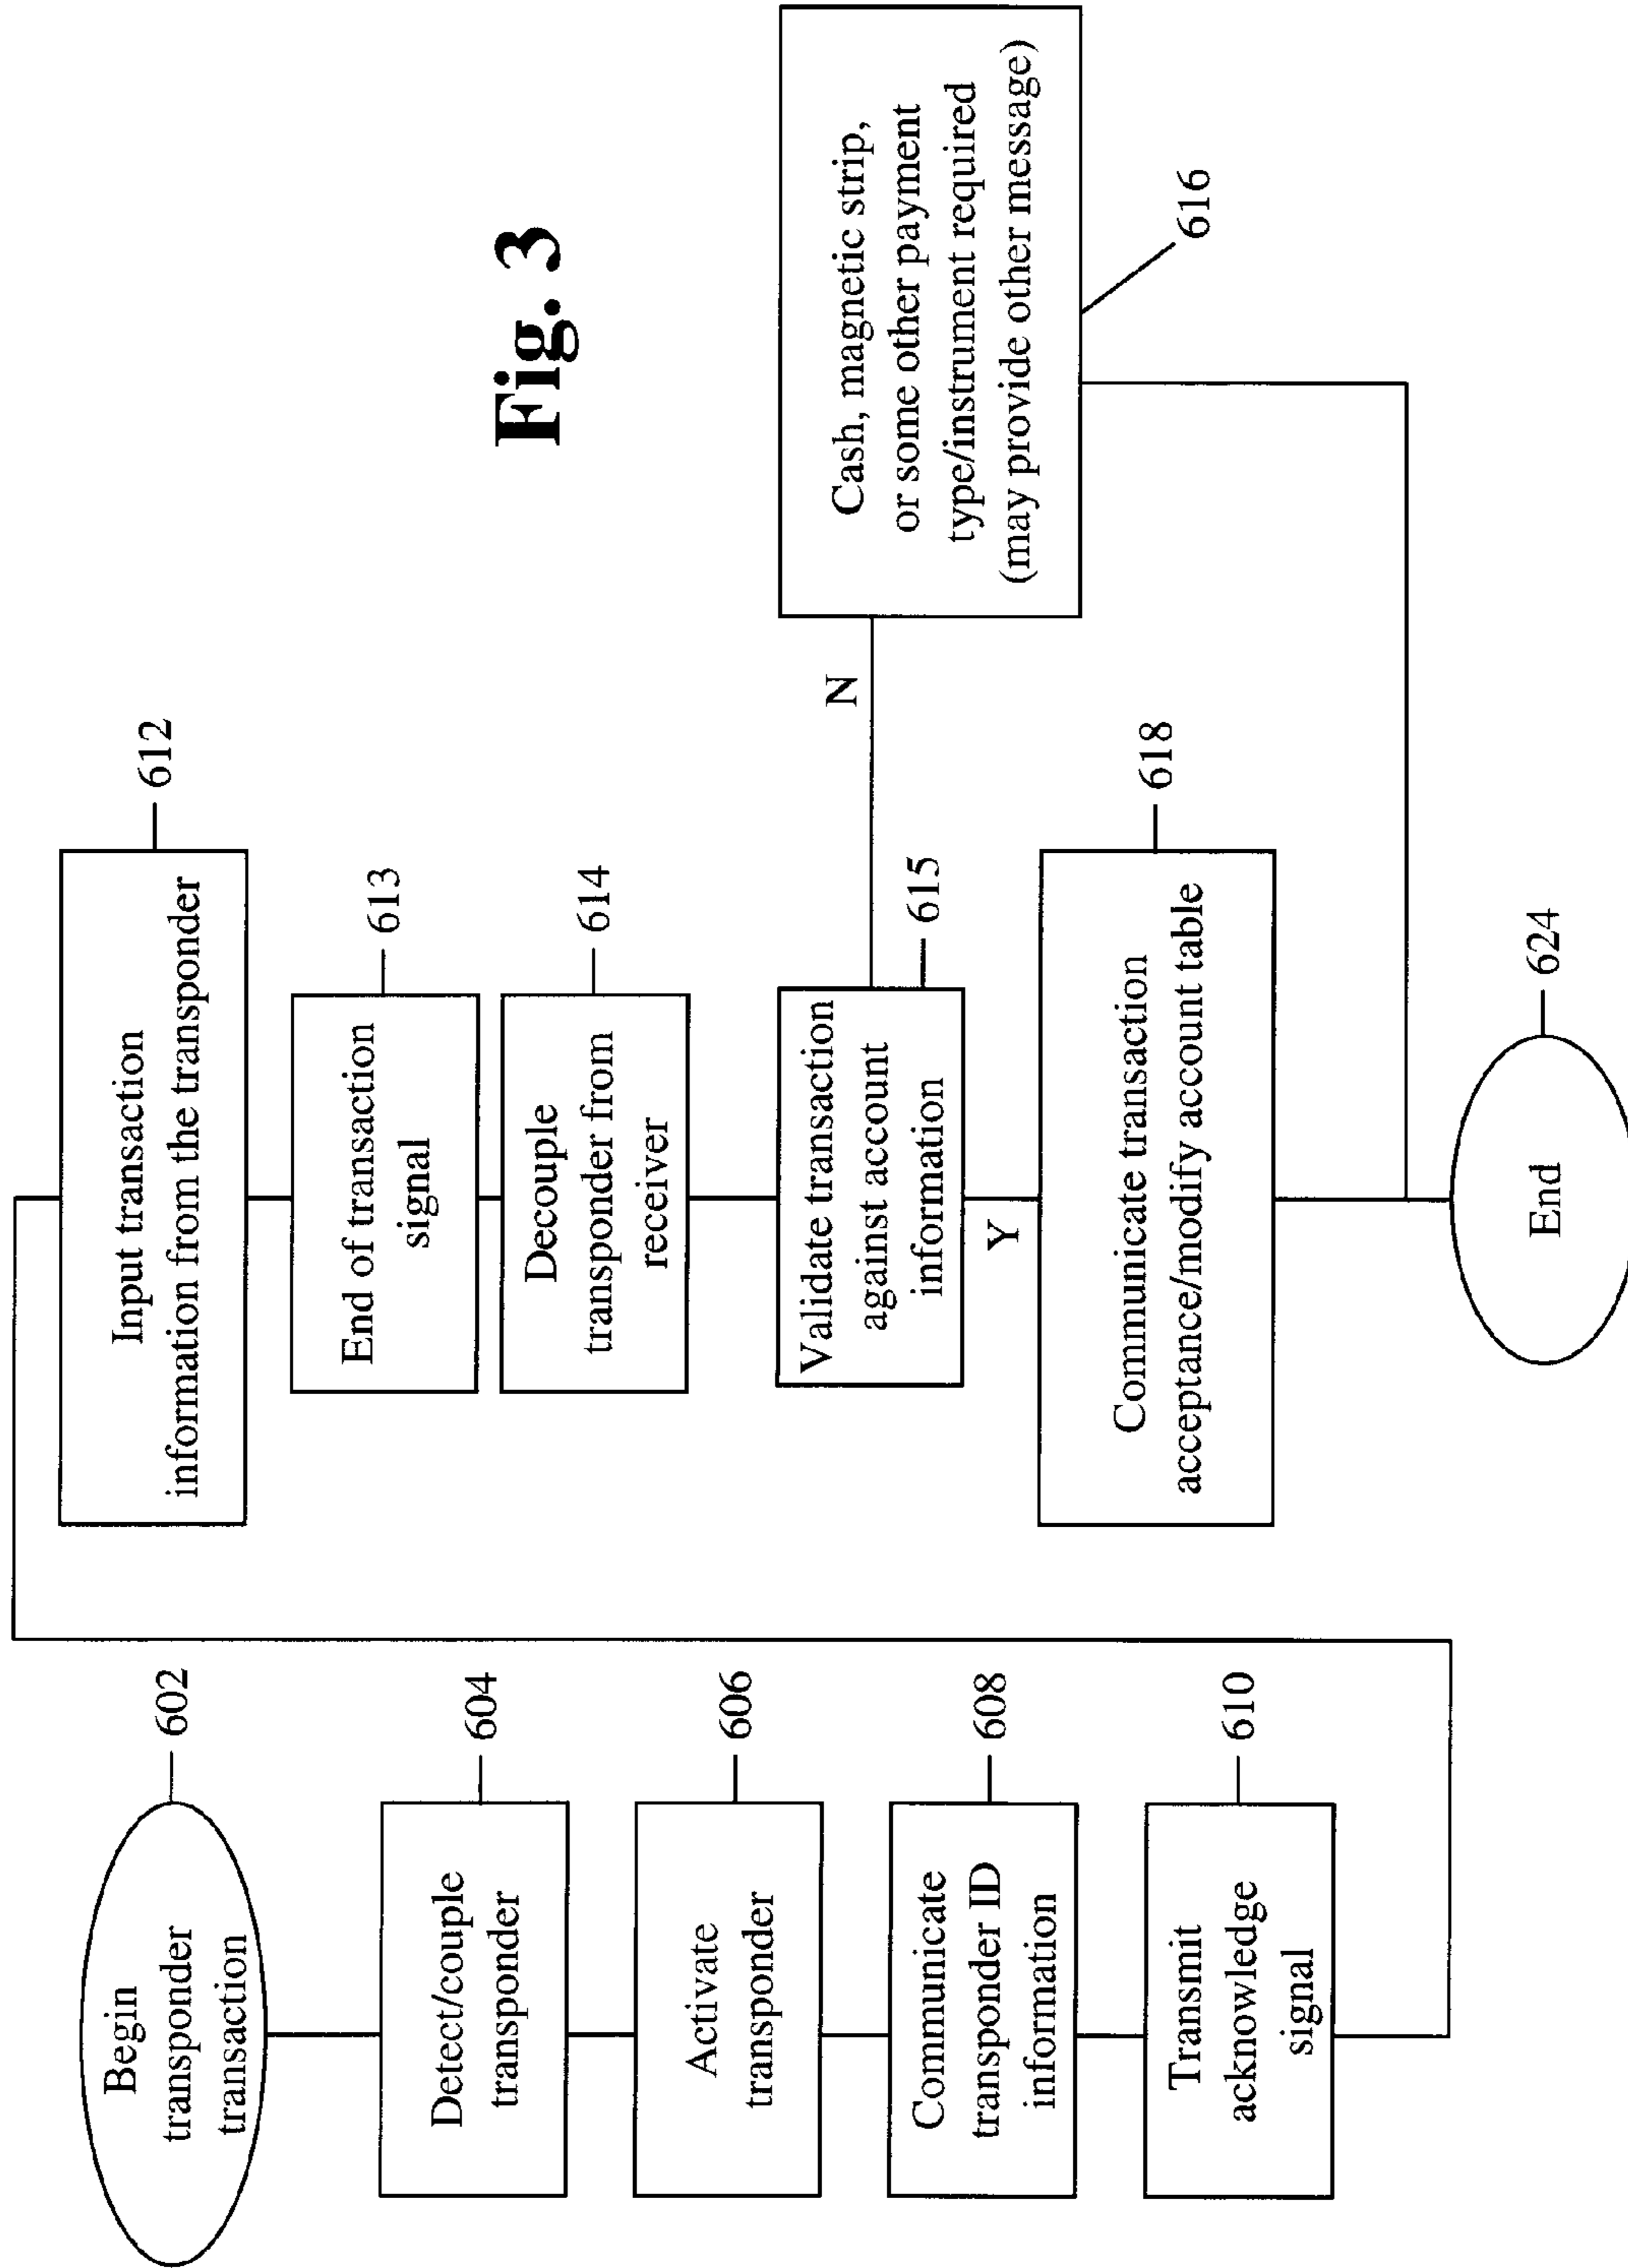 Begin
transponder
transaction
602
Detect/couple
transponder
604
Activate
transponder
606
Communicate
transponder ID
information
608
Transmit
acknowledge
signal
610
Input transaction
information from the transponder
612
End of transaction
signal
613
Decouple
transponder from
receiver
614
Validate transaction
against account
information
615
N
Y
Cash, magnetic strip,
or some other payment
type/instrument required
(may provide other message)
616
Communicate transaction
acceptance/modify account table
618
End
624
Fig. 3